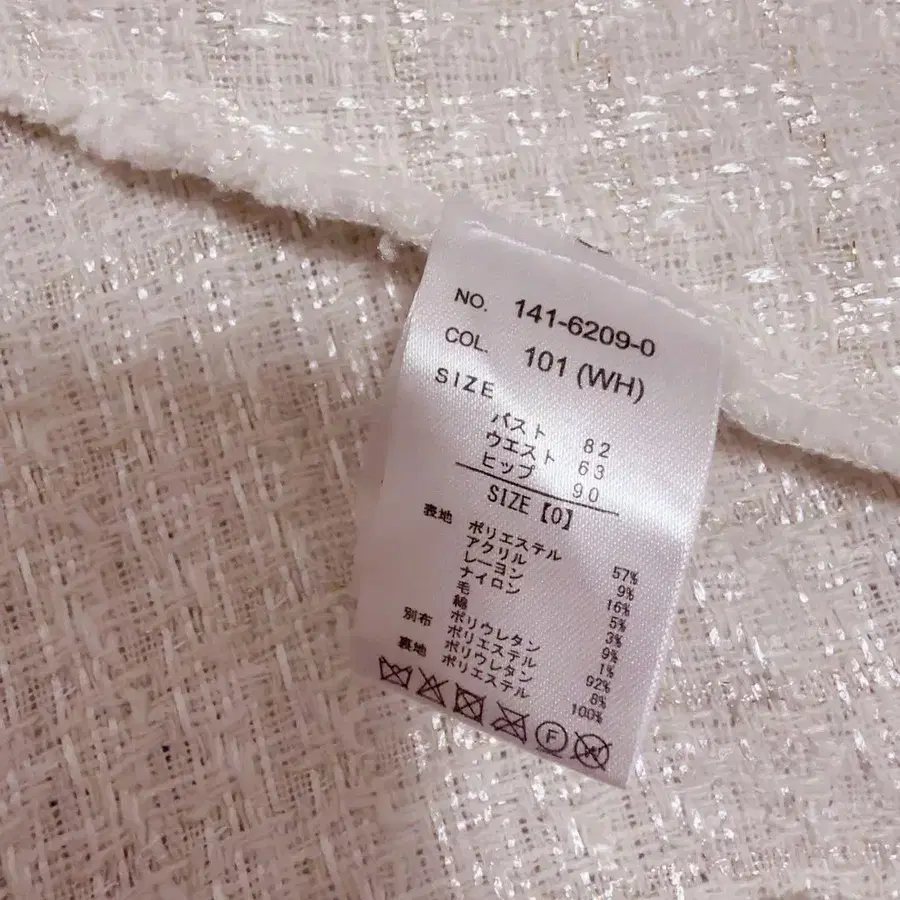 NO. 141-6209-0
COL. 101 (WH)
SIZE
バスト 82
ウエスト 63
ヒップ 90
SIZE【0】
表地 ポリエステル 57%
アクリル 9%
レーヨン 16%
ナイロン 5%
毛 3%
綿 9%
ポリウレタン 1%
別布 ポリエステル 92%
ポリウレタン 8%
裏地 ポリエステル 100%
F W